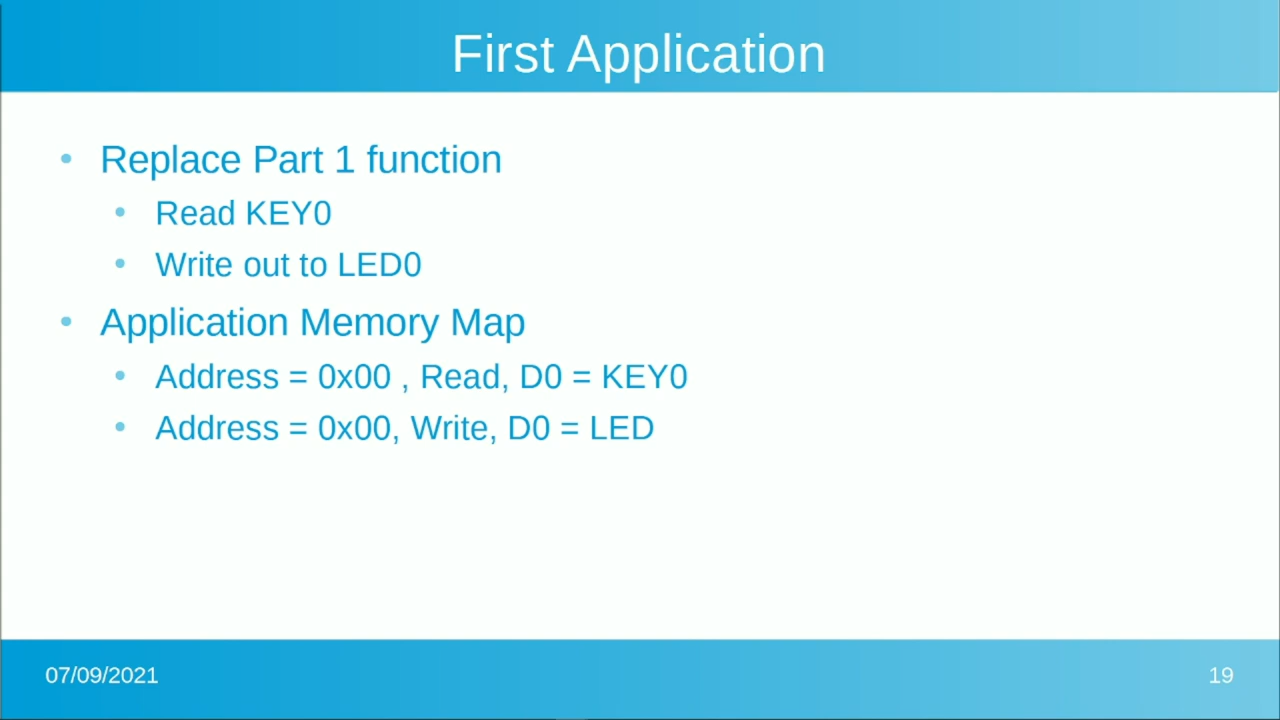 First Application
Replace Part 1 function
Read KEY0
Write out to LED0
Application Memory Map
Address = 0x00 , Read, D0 = KEY0
Address = 0x00, Write, D0 = LED
07/09/2021
19